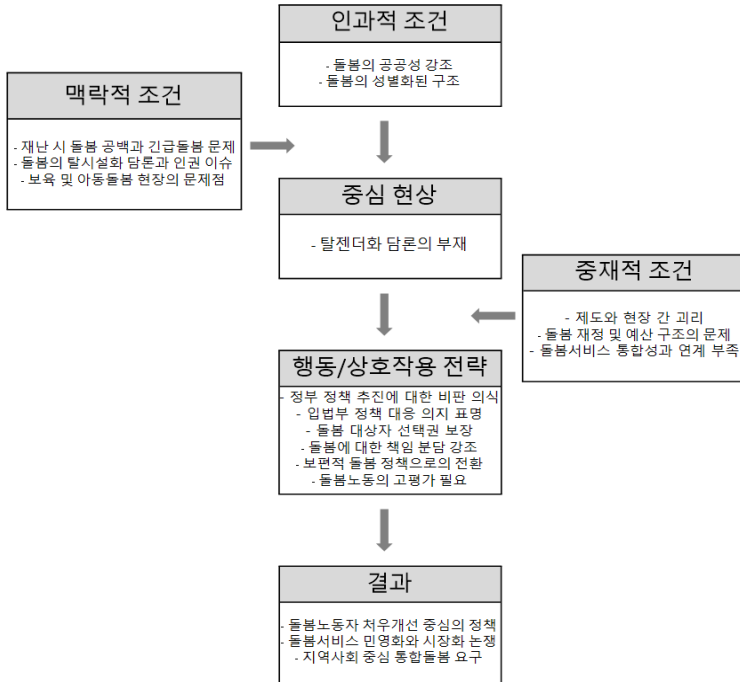 인과적 조건
- 돌봄의 공공성 강조
- 돌봄의 성별화된 구조
맥락적 조건
- 재난 시 돌봄 공백과 긴급돌봄 문제
- 돌봄의 탈시설화 담론과 인권 이슈
- 보육 및 아동돌봄 현장의 문제점
중심 현상
- 탈젠더화 담론의 부재
중재적 조건
- 제도와 현장 간 괴리
- 돌봄 재정 및 예산 구조의 문제
- 돌봄서비스 통합성과 연계 부족
행동/상호작용 전략
- 정부 정책 추진에 대한 비판 의식
- 입법부 정책 대응 의지 표명
- 돌봄 대상자 선택권 보장
- 돌봄에 대한 책임 분담 강조
- 보편적 돌봄 정책으로의 전환
- 돌봄노동의 고평가 필요
결과
- 돌봄노동자 처우개선 중심의 정책
- 돌봄서비스 민영화와 시장화 논쟁
- 지역사회 중심 통합돌봄 요구